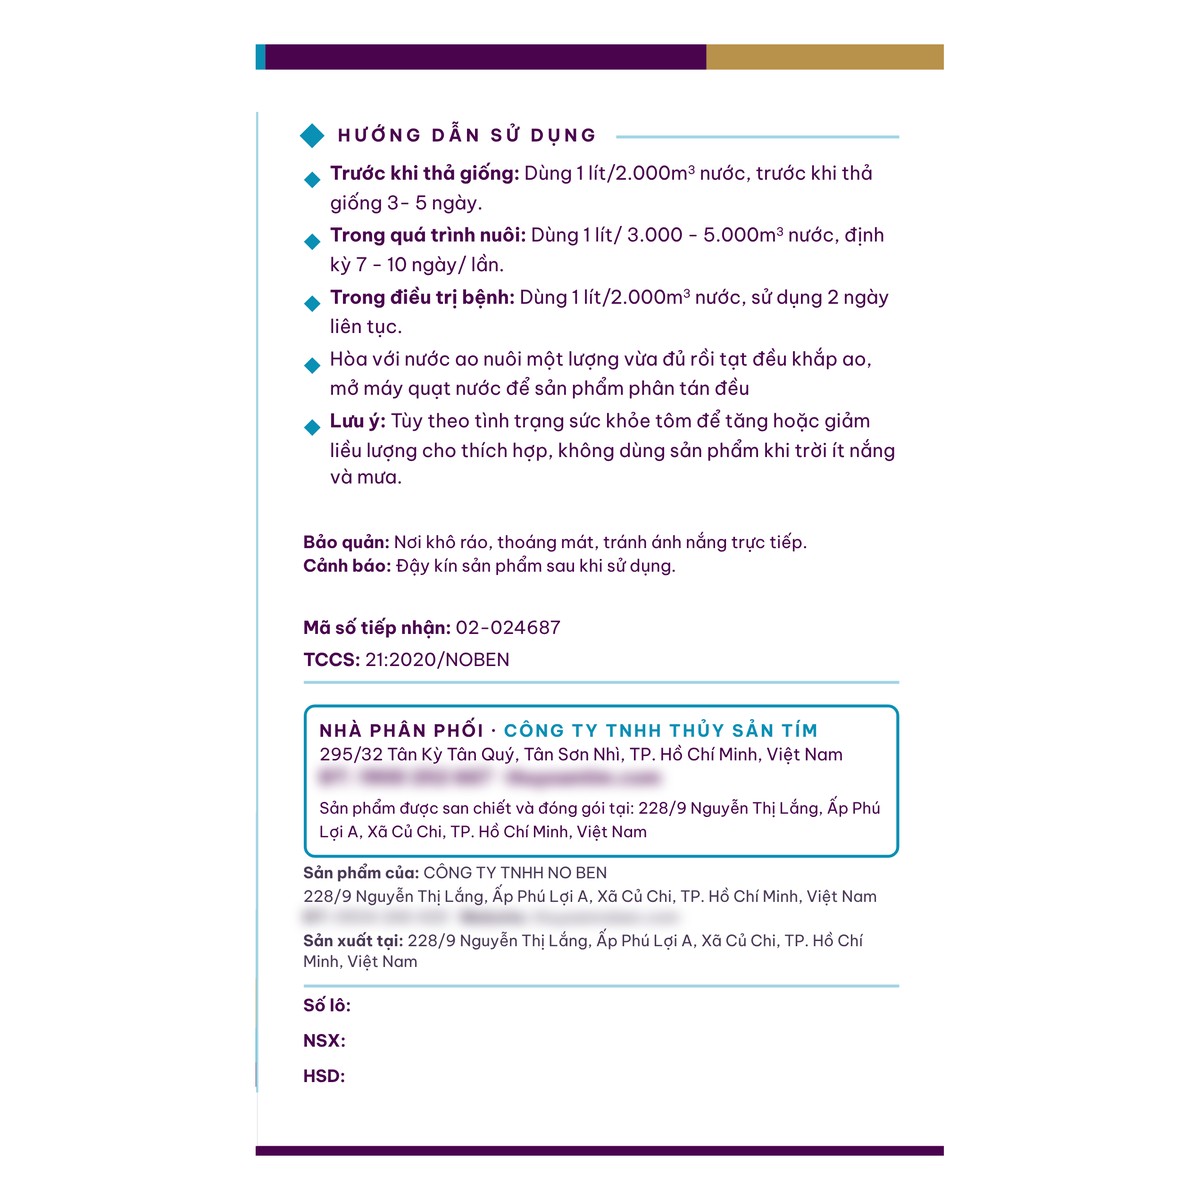 HƯỚNG DẪN SỬ DỤNG
Trước khi thả giống: Dùng 1 lít/2.000m³ nước, trước khi thả
giống 3- 5 ngày.
Trong quá trình nuôi: Dùng 1 lít/ 3.000 - 5.000m³ nước, định
kỳ 7 - 10 ngày/ lần.
Trong điều trị bệnh: Dùng 1 lít/2.000m³ nước, sử dụng 2 ngày
liên tục.
Hòa với nước ao nuôi một lượng vừa đủ rồi tạt đều khắp ao,
mở máy quạt nước để sản phẩm phân tán đều
Lưu ý: Tùy theo tình trạng sức khỏe tôm để tăng hoặc giảm
liều lượng cho thích hợp, không dùng sản phẩm khi trời ít nắng
và mưa.
Bảo quản: Nơi khô ráo, thoáng mát, tránh ánh nắng trực tiếp.
Cảnh báo: Đậy kín sản phẩm sau khi sử dụng.
Mã số tiếp nhận: 02-024687
TCCS: 21:2020/NOBEN
NHÀ PHÂN PHỐI · CÔNG TY TNHH THỦY SẢN TÍM
295/32 Tân Kỳ Tân Quý, Tân Sơn Nhì, TP. Hồ Chí Minh, Việt Nam
Sản phẩm được san chiết và đóng gói tại: 228/9 Nguyễn Thị Lắng, Ấp Phú
Lợi A, Xã Củ Chi, TP. Hồ Chí Minh, Việt Nam
Sản phẩm của: CÔNG TY TNHH NO BEN
228/9 Nguyễn Thị Lắng, Ấp Phú Lợi A, Xã Củ Chi, TP. Hồ Chí Minh, Việt Nam
Sản xuất tại: 228/9 Nguyễn Thị Lắng, Ấp Phú Lợi A, Xã Củ Chi, TP. Hồ Chí
Minh, Việt Nam
Số lô:
NSX:
HSD: